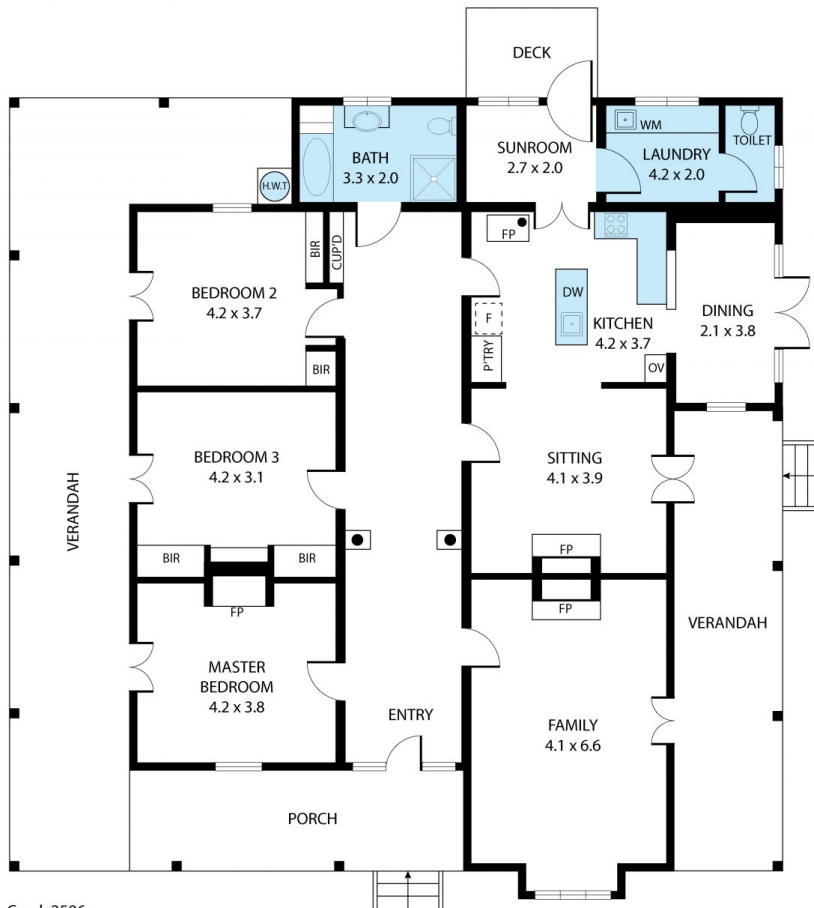 DECK
WM
TOILET
BATH
3.3 x 2.0
SUNROOM
2.7 x 2.0
LAUNDRY
4.2 x 2.0
H.W.T
BIR
CUP'D
FP
BEDROOM 2
4.2 x 3.7
DW
F
KITCHEN
4.2 x 3.7
DINING
2.1 x 3.8
P'TRY
OV
BIR
BEDROOM 3
4.2 x 3.1
SITTING
4.1 x 3.9
VERANDAH
BIR
BIR
FP
FP
FP
VERANDAH
MASTER
BEDROOM
4.2 x 3.8
ENTRY
FAMILY
4.1 x 6.6
PORCH